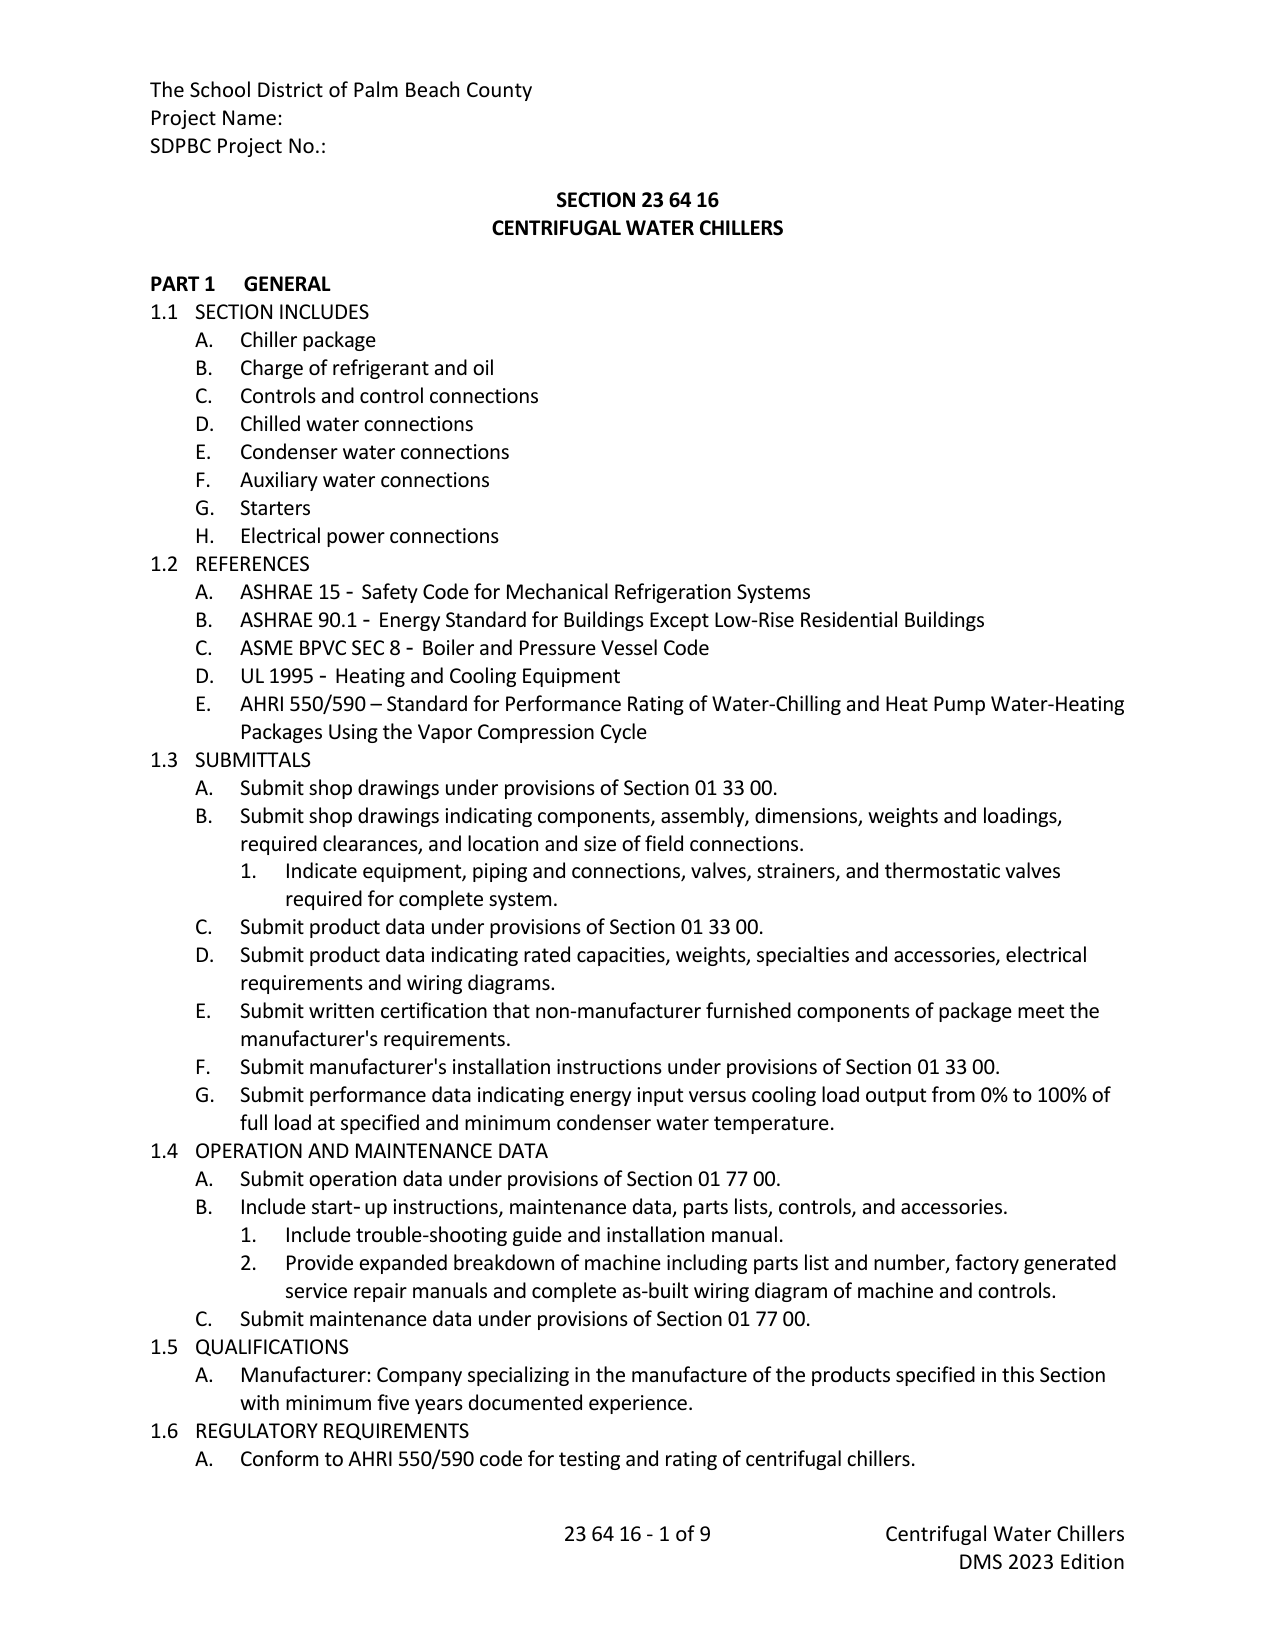 The School District of Palm Beach County
Project Name:
SDPBC Project No.:
SECTION 23 64 16
CENTRIFUGAL WATER CHILLERS
PART 1 GENERAL
1.1 SECTION INCLUDES
A. Chiller package
B. Charge of refrigerant and oil
C. Controls and control connections
D. Chilled water connections
E. Condenser water connections
F. Auxiliary water connections
G. Starters
H. Electrical power connections
1.2 REFERENCES
A. ASHRAE 15 - Safety Code for Mechanical Refrigeration Systems
B. ASHRAE 90.1 - Energy Standard for Buildings Except Low-Rise Residential Buildings
C. ASME BPVC SEC 8 - Boiler and Pressure Vessel Code
D. UL 1995 - Heating and Cooling Equipment
E. AHRI 550/590 – Standard for Performance Rating of Water-Chilling and Heat Pump Water-Heating
Packages Using the Vapor Compression Cycle
1.3 SUBMITTALS
A. Submit shop drawings under provisions of Section 01 33 00.
B. Submit shop drawings indicating components, assembly, dimensions, weights and loadings,
required clearances, and location and size of field connections.
1. Indicate equipment, piping and connections, valves, strainers, and thermostatic valves
required for complete system.
C. Submit product data under provisions of Section 01 33 00.
D. Submit product data indicating rated capacities, weights, specialties and accessories, electrical
requirements and wiring diagrams.
E. Submit written certification that non-manufacturer furnished components of package meet the
manufacturer's requirements.
F. Submit manufacturer's installation instructions under provisions of Section 01 33 00.
G. Submit performance data indicating energy input versus cooling load output from 0% to 100% of
full load at specified and minimum condenser water temperature.
1.4 OPERATION AND MAINTENANCE DATA
A. Submit operation data under provisions of Section 01 77 00.
B. Include start-up instructions, maintenance data, parts lists, controls, and accessories.
1. Include trouble-shooting guide and installation manual.
2. Provide expanded breakdown of machine including parts list and number, factory generated
service repair manuals and complete as-built wiring diagram of machine and controls.
C. Submit maintenance data under provisions of Section 01 77 00.
1.5 QUALIFICATIONS
A. Manufacturer: Company specializing in the manufacture of the products specified in this Section
with minimum five years documented experience.
1.6 REGULATORY REQUIREMENTS
A. Conform to AHRI 550/590 code for testing and rating of centrifugal chillers.
23 64 16 - 1 of 9 Centrifugal Water Chillers
DMS 2023 Edition